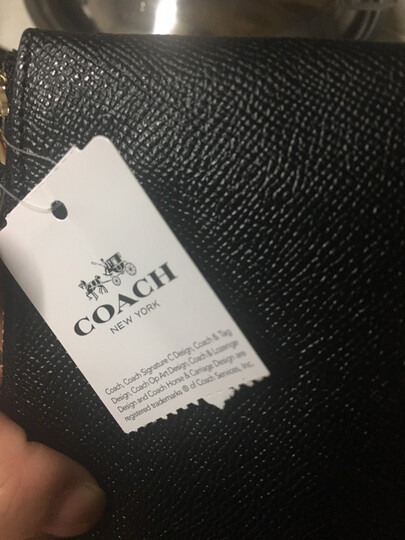 COACH
NEW YORK
Coach, Coach Signature C Design, Coach & Tag
Design, Coach Op Art Design, Coach & Lozenger
Design and Coach Horse & Carriage Design are
registered trademarks ® of Coach Services, Inc.